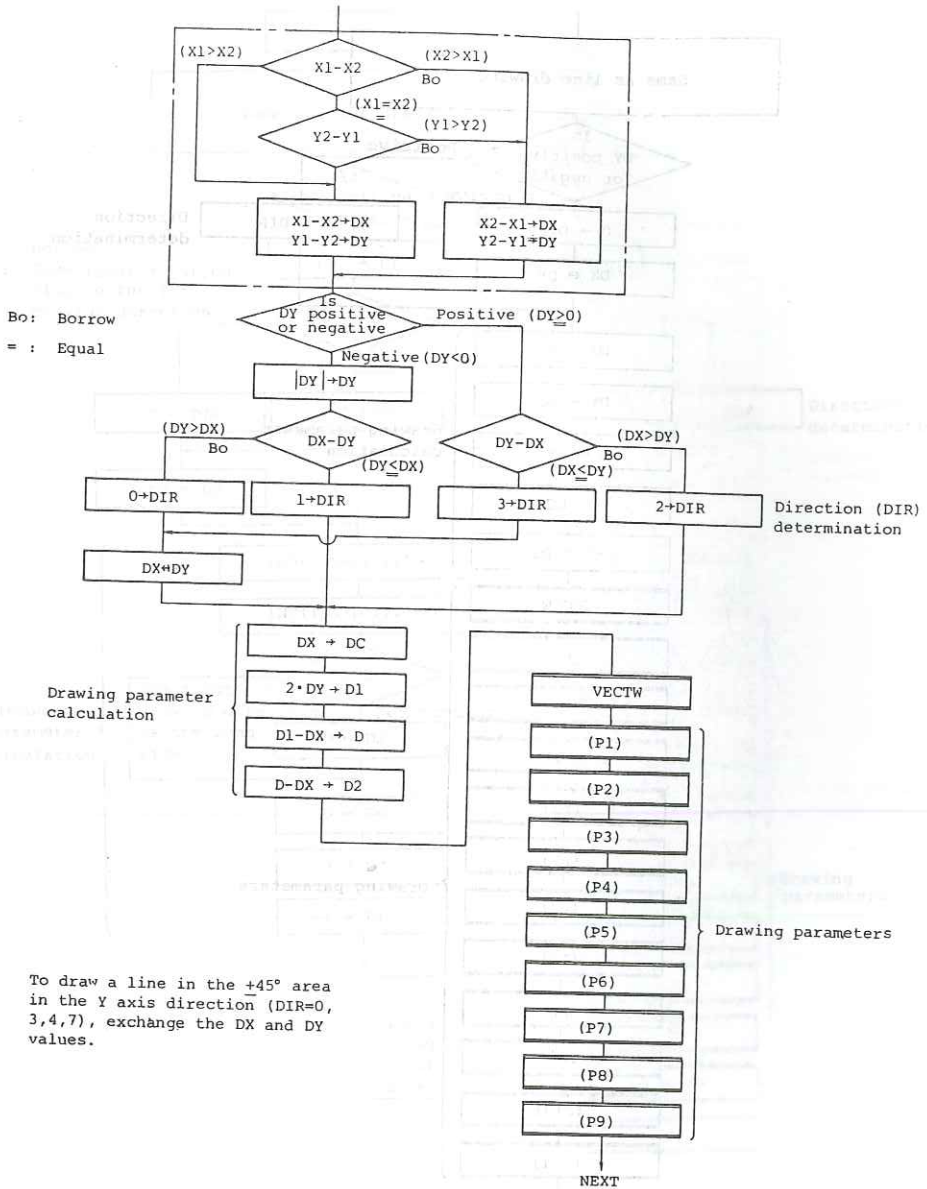 (X1>X2)
(X2>X1)
X1-X2
Bo
(X1=X2)
=
(Y1>Y2)
Y2-Y1
Bo
X1-X2→DX
Y1-Y2→DY
X2-X1→DX
Y2-Y1→DY
Bo: Borrow
= : Equal
Is
DY positive
or negative
Positive (DY≧0)
Negative(DY<0)
|DY|→DY
(DY>DX)
Bo
DX-DY
(DY≦DX)
DY-DX
(DX>DY)
Bo
(DX≦DY)
0→DIR
1→DIR
3→DIR
2→DIR
Direction (DIR)
determination
DX↔DY
Drawing parameter
calculation
DX → DC
2·DY → D1
D1-DX → D
D-DX → D2
VECTW
(P1)
(P2)
(P3)
(P4)
(P5)
(P6)
(P7)
(P8)
(P9)
Drawing parameters
NEXT
To draw a line in the ±45° area
in the Y axis direction (DIR=0,
3,4,7), exchange the DX and DY
values.